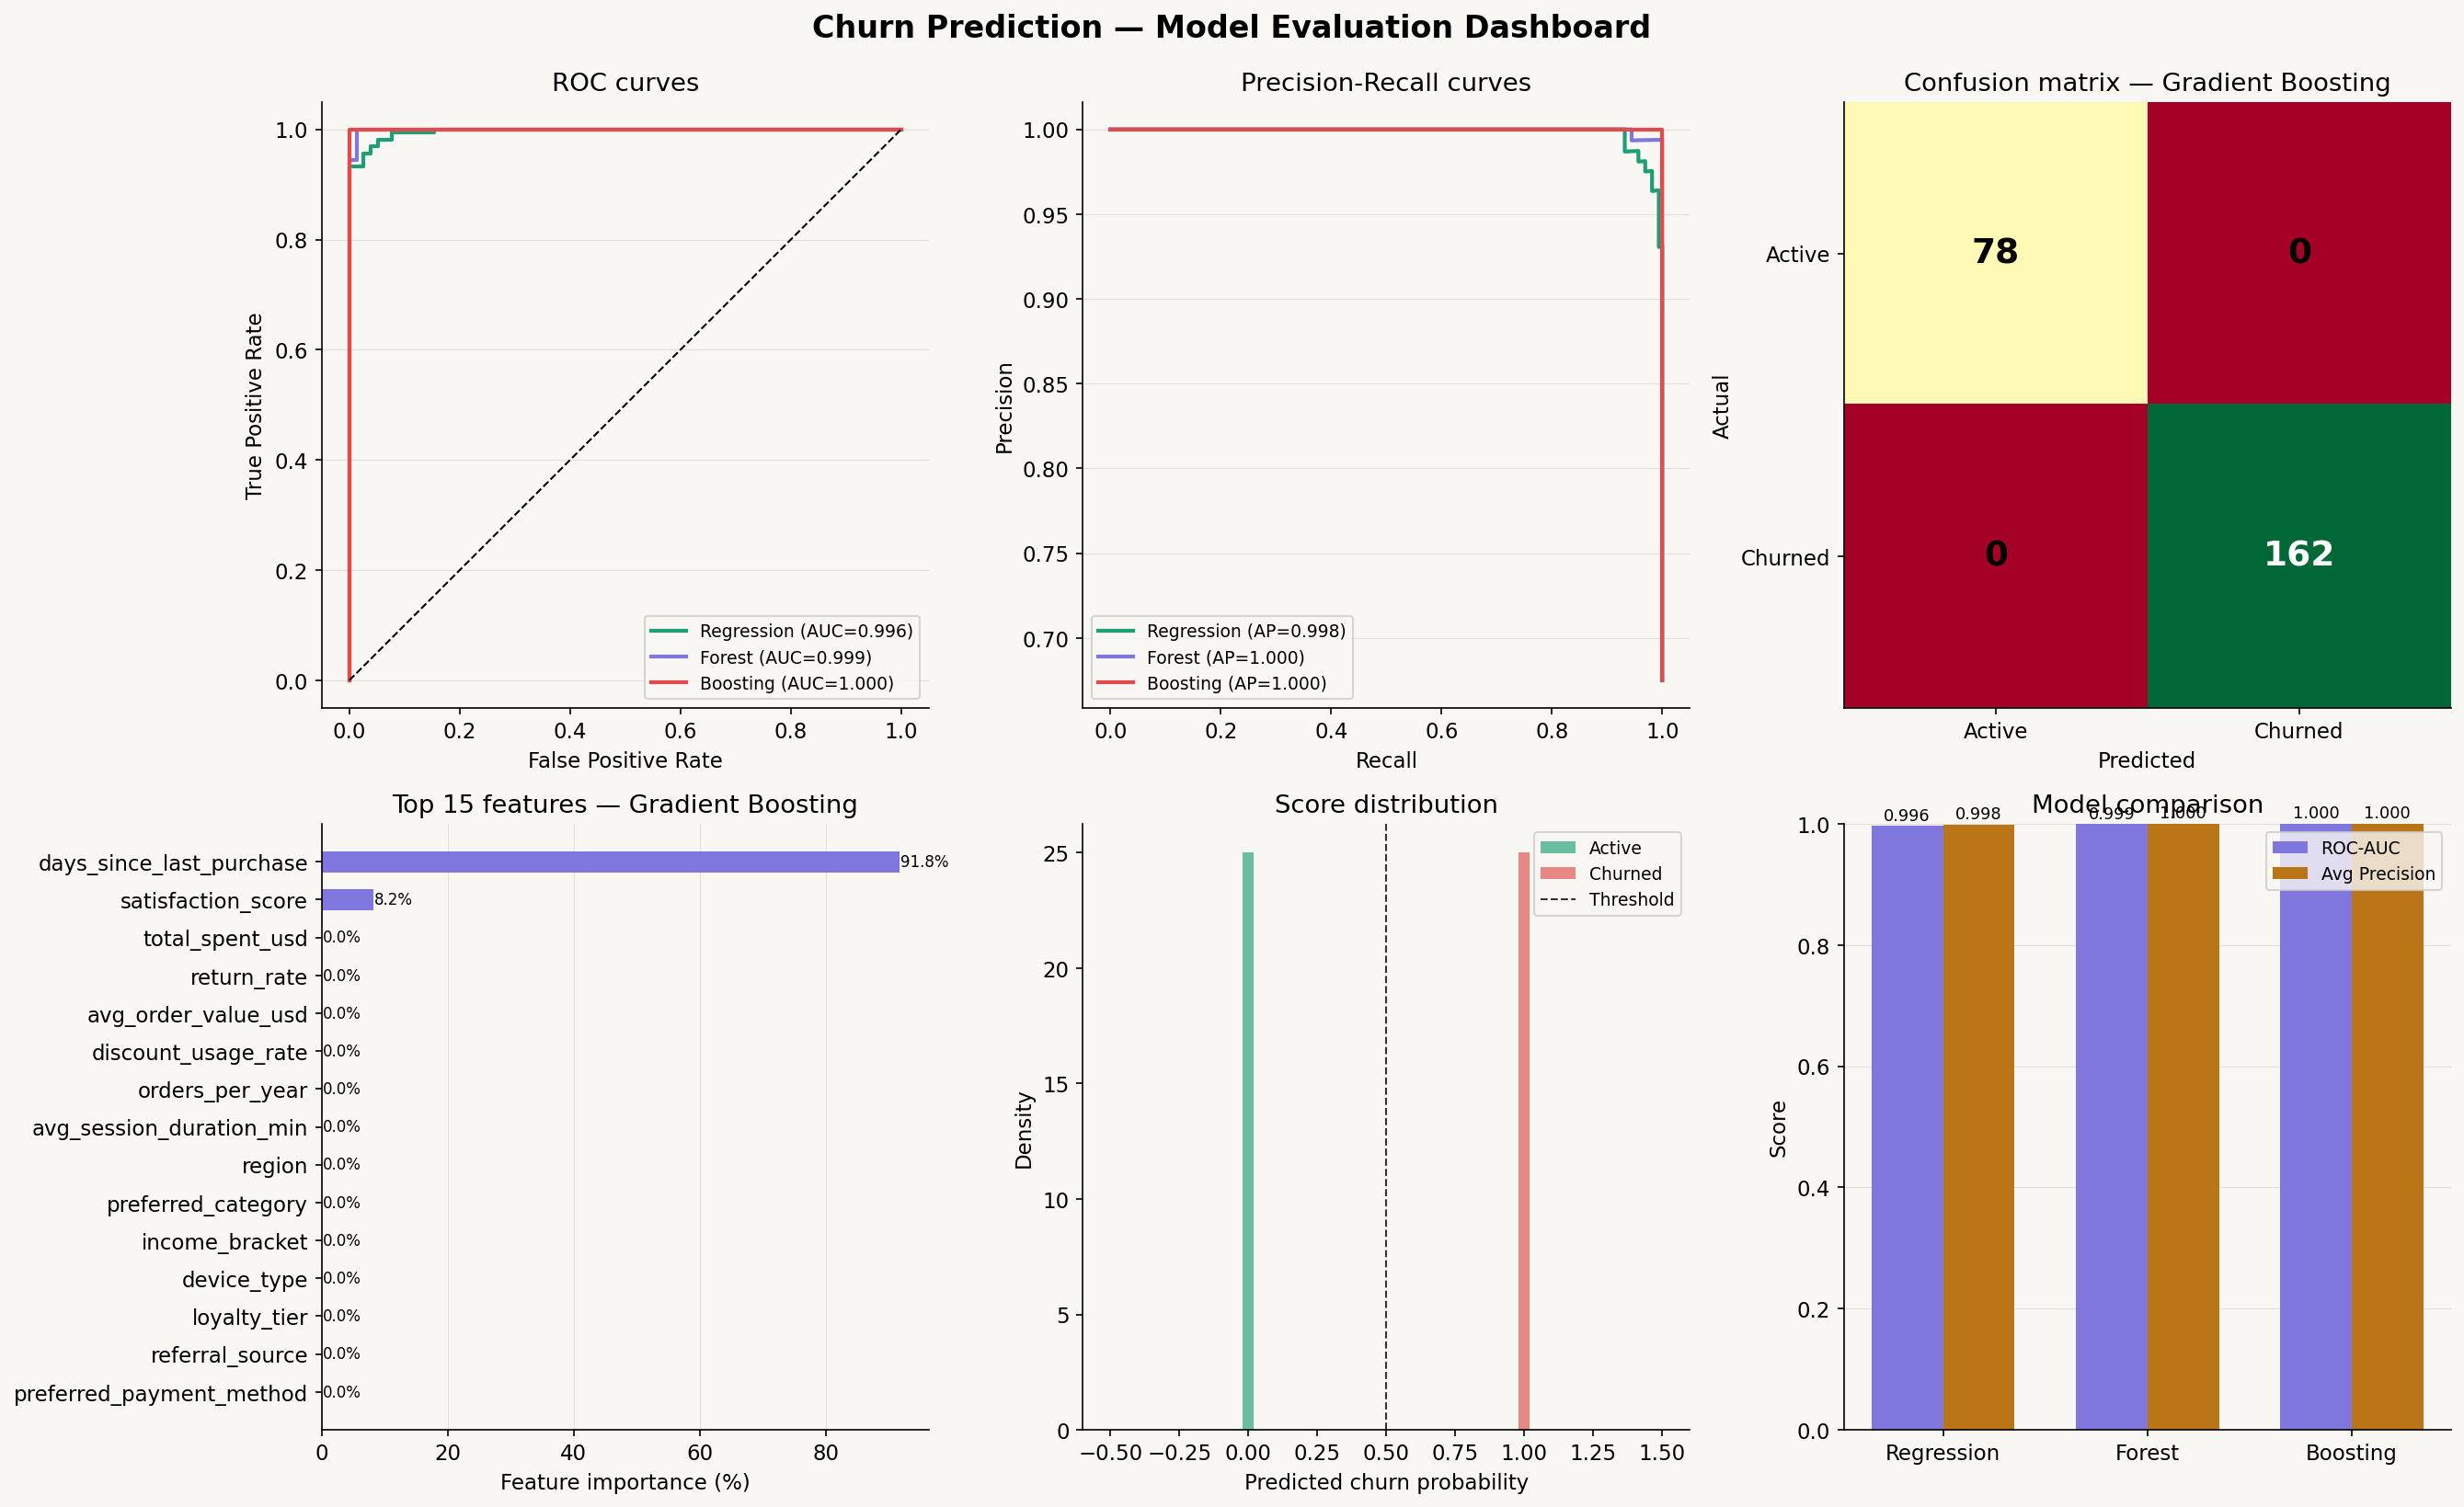 Churn Prediction — Model Evaluation Dashboard
ROC curves
True Positive Rate
1.0
0.8
0.6
0.4
0.2
0.0
0.0 0.2 0.4 0.6 0.8 1.0
False Positive Rate
Regression (AUC=0.996)
Forest (AUC=0.999)
Boosting (AUC=1.000)
Precision-Recall curves
Precision
1.00
0.95
0.90
0.85
0.80
0.75
0.70
0.0 0.2 0.4 0.6 0.8 1.0
Recall
Regression (AP=0.998)
Forest (AP=1.000)
Boosting (AP=1.000)
Confusion matrix — Gradient Boosting
Actual
Active
78 0
Churned
0 162
Active Churned
Predicted
Top 15 features — Gradient Boosting
days_since_last_purchase 91.8%
satisfaction_score 8.2%
total_spent_usd 0.0%
return_rate 0.0%
avg_order_value_usd 0.0%
discount_usage_rate 0.0%
orders_per_year 0.0%
avg_session_duration_min 0.0%
region 0.0%
preferred_category 0.0%
income_bracket 0.0%
device_type 0.0%
loyalty_tier 0.0%
referral_source 0.0%
preferred_payment_method 0.0%
0 20 40 60 80
Feature importance (%)
Score distribution
Density
25
20
15
10
5
0
−0.50 −0.25 0.00 0.25 0.50 0.75 1.00 1.25 1.50
Predicted churn probability
Active
Churned
Threshold
Model comparison
0.996 0.998 0.999 1.000 1.000 1.000
Score
1.0
0.8
0.6
0.4
0.2
0.0
Regression Forest Boosting
ROC-AUC
Avg Precision